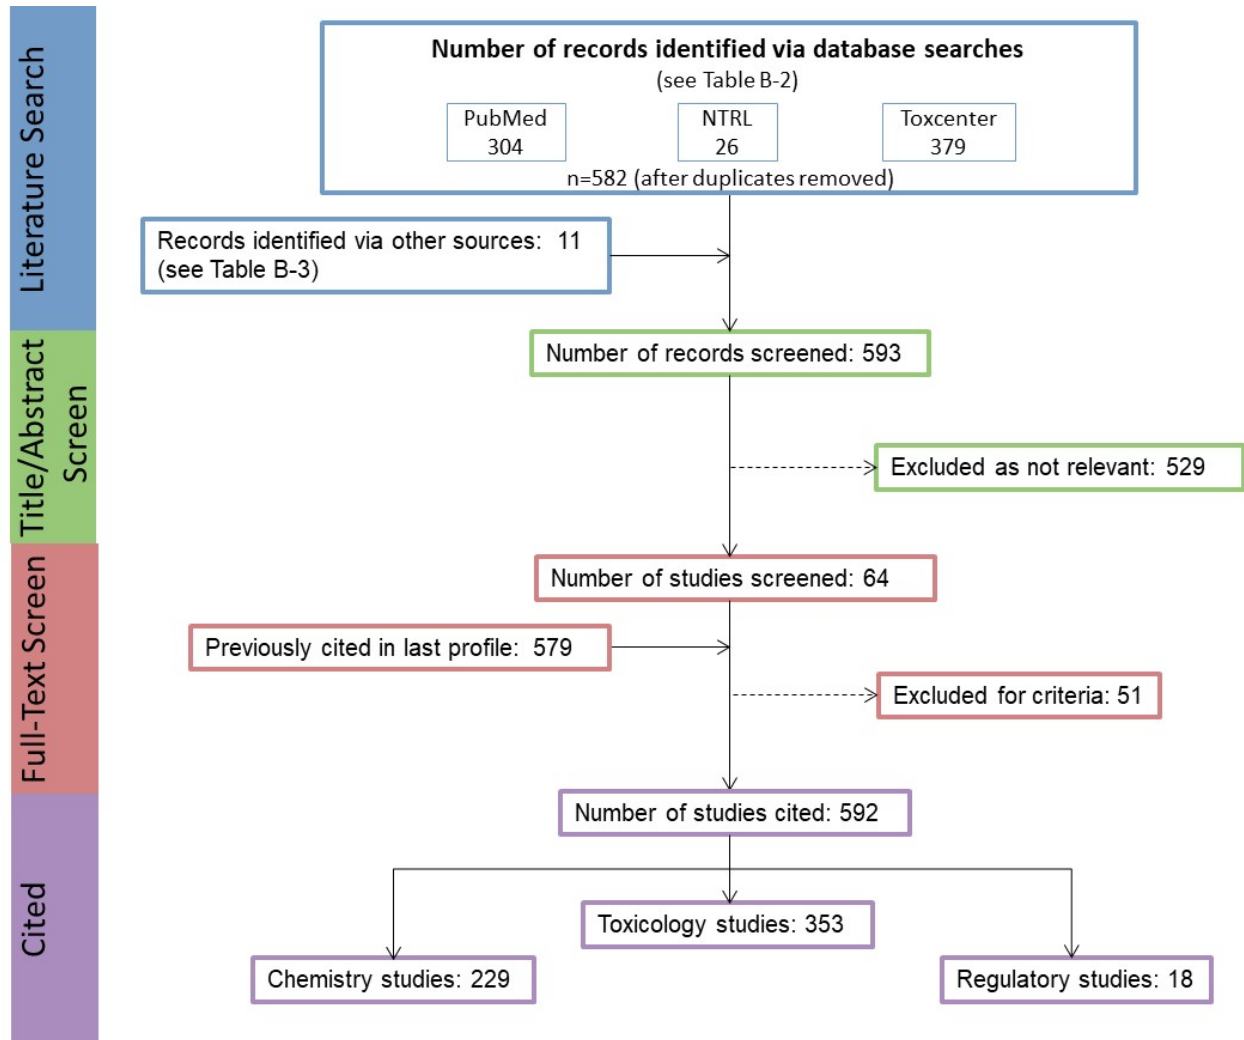 Literature Search
Number of records identified via database searches
(see Table B-2)
PubMed
304
NTRL
26
Toxcenter
379
n=582 (after duplicates removed)
Records identified via other sources: 11
(see Table B-3)
Title/Abstract
Screen
Number of records screened: 593
Excluded as not relevant: 529
Full-Text Screen
Number of studies screened: 64
Previously cited in last profile: 579
Excluded for criteria: 51
Cited
Number of studies cited: 592
Toxicology studies: 353
Chemistry studies: 229
Regulatory studies: 18